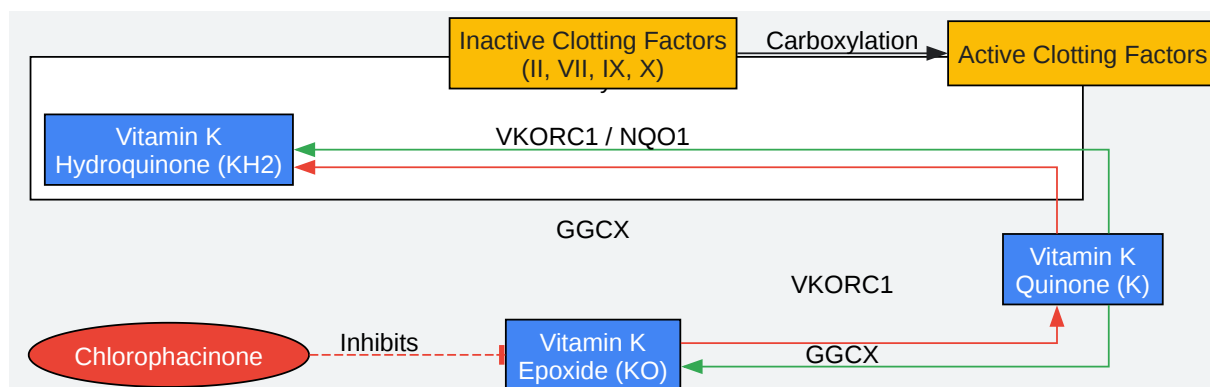 Inactive Clotting Factors
(II, VII, IX, X)
Carboxylation
Active Clotting Factors
Vitamin K
Hydroquinone (KH2)
VKORC1 / NQO1
GGCX
Vitamin K
Quinone (K)
VKORC1
Chlorophacinone
Inhibits
Vitamin K
Epoxide (KO)
GGCX